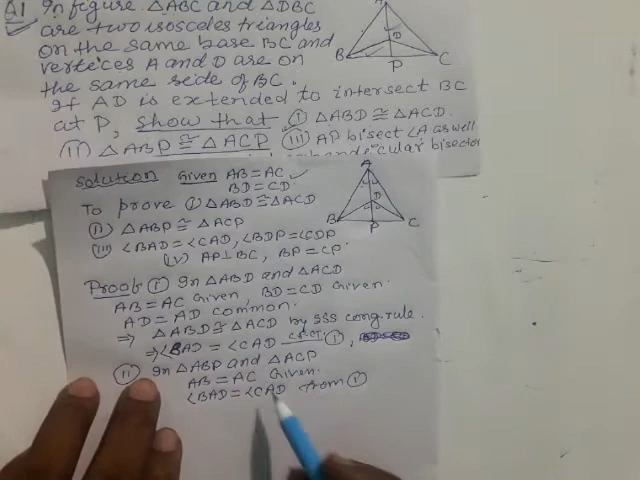 Q1 In figure △ABC and △DBC
are two isosceles triangles
on the same base BC and
vertices A and D are on
the same side of BC.
If AD is extended to intersect BC
at P, show that (I) △ABD ≅ △ACD.
(II) △ABP ≅ △ACP (III) AP bisect ∠A as well
perpendicular bisector
A
D
B
P
C
Solution Given AB = AC,
BD = CD.
To prove (I) △ABD ≅ △ACD
(II) △ABP ≅ △ACP
(III) ∠BAD = ∠CAD, ∠BDP = ∠CDP
(IV) AP ⊥ BC, BP = CP.
A
D
B
P
C
Proof (I) In △ABD and △ACD
AB = AC Given, BD = CD Given.
AD = AD common.
⇒ △ABD ≅ △ACD by SSS cong. rule.
⇒ ∠BAD = ∠CAD CPCT (I),
(II) In △ABP and △ACP
AB = AC Given.
∠BAD = ∠CAD from (I)